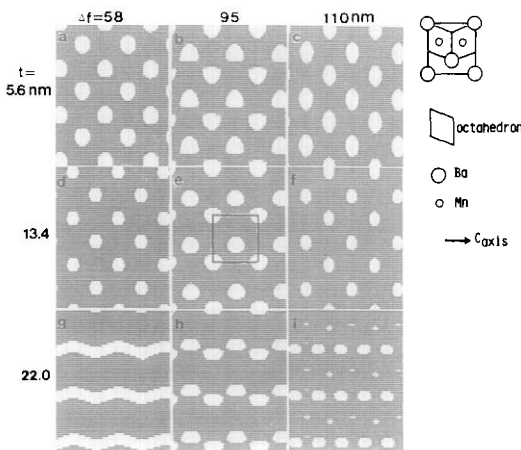 Δf=58 95 110nm
a b c
t=
5.6 nm
octahedron
Ba
d e f
Mn
13.4
C axis
g h i
22.0